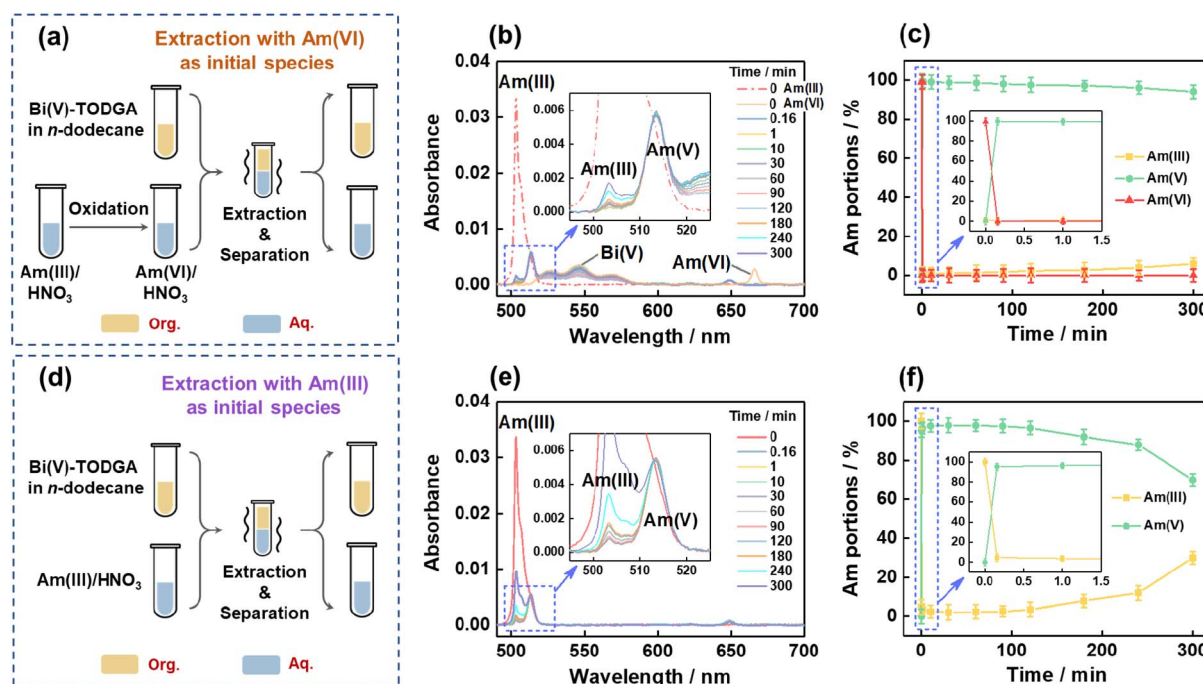 (a)
Extraction with Am(VI)
as initial species
Bi(V)-TODGA
in n-dodecane
Oxidation
Extraction
&
Separation
Am(III)/
HNO3
Am(VI)/
HNO3
Org.
Aq.
(b)
Absorbance
0.04
0.03
0.02
0.01
0.00
Am(III)
Time / min
0 Am(III)
0 Am(VI)
0.16
1
10
30
60
90
120
180
240
300
0.006
0.004
0.002
0.000
Am(III)
Am(V)
500
510
520
Bi(V)
Am(VI)
490
500
550
600
650
700
Wavelength / nm
(c)
Am portions / %
100
80
60
40
20
0
100
80
60
40
20
0
0.0
0.5
1.0
1.5
Am(III)
Am(V)
Am(VI)
0
100
200
300
Time / min
(d)
Extraction with Am(III)
as initial species
Bi(V)-TODGA
in n-dodecane
Am(III)/HNO3
Extraction
&
Separation
Org.
Aq.
(e)
Absorbance
0.04
0.03
0.02
0.01
0.00
Am(III)
Time / min
0
0.16
1
10
30
60
90
120
180
240
300
0.006
0.004
0.002
0.000
Am(III)
Am(V)
500
510
520
490
500
550
600
650
700
Wavelength / nm
(f)
Am portions / %
100
80
60
40
20
0
100
80
60
40
20
0
0.0
0.5
1.0
1.5
Am(III)
Am(V)
0
100
200
300
Time / min